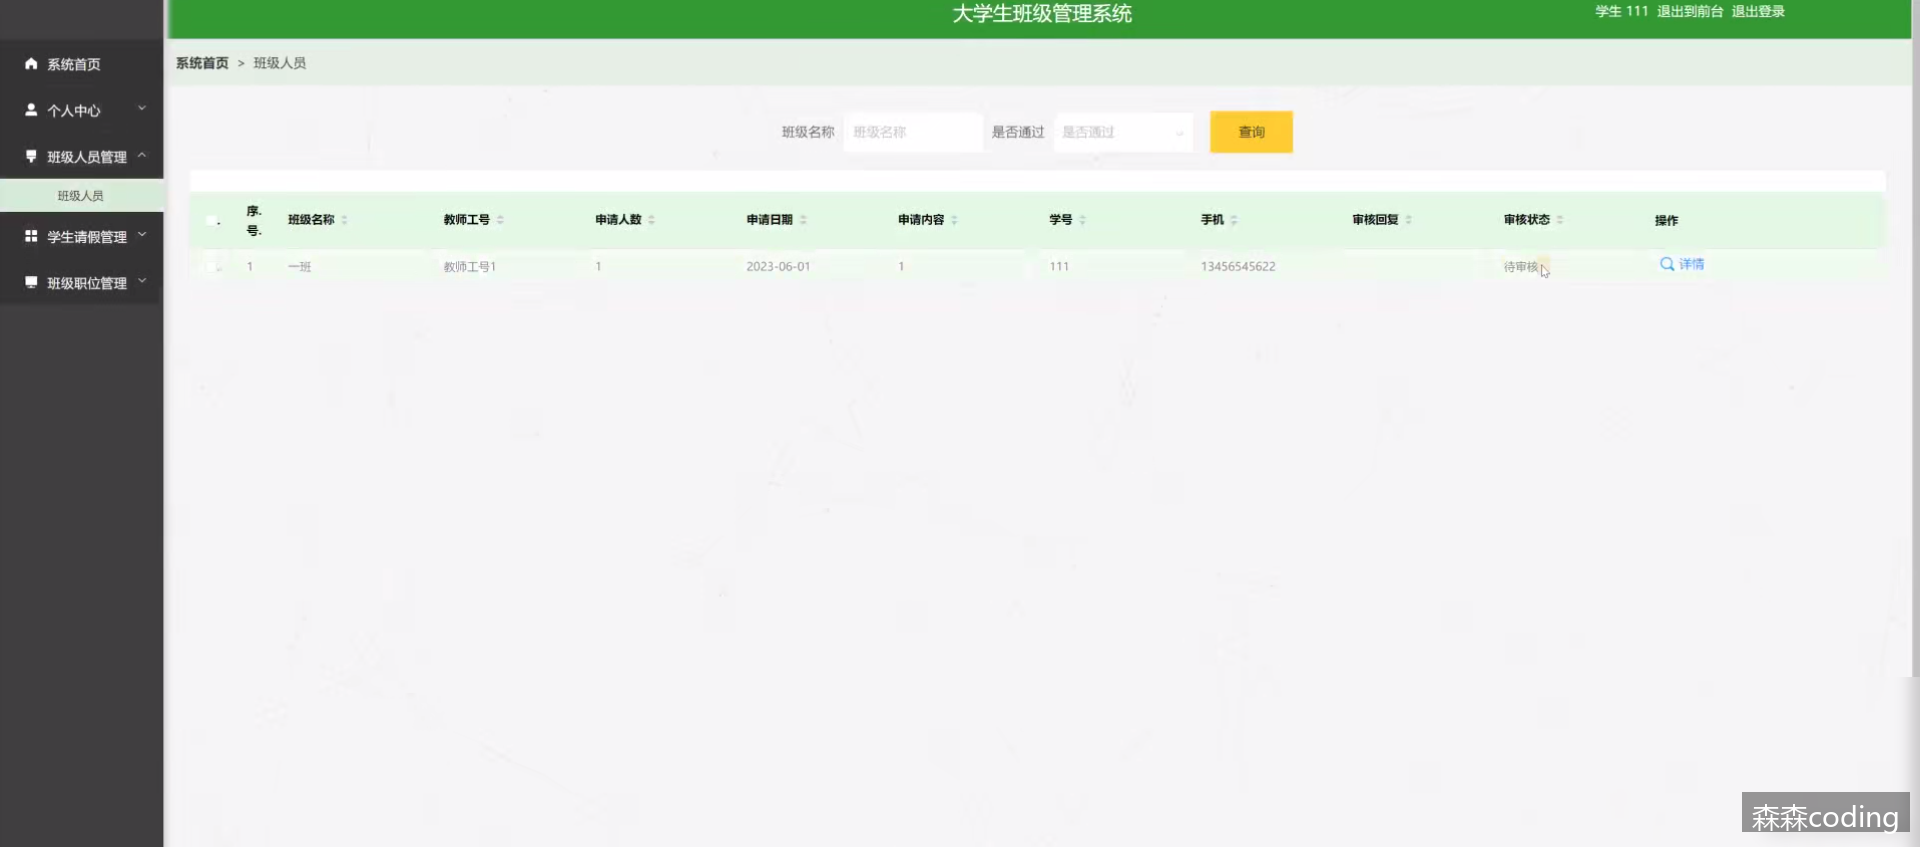 大学生班级管理系统
学生 111 退出到前台 退出登录
系统首页
个人中心
班级人员管理
班级人员
学生请假管理
班级职位管理
系统首页 > 班级人员
班级名称 班级名称 是否通过 是否通过 查询
序. 号. 班级名称 教师工号 申请人数 申请日期 申请内容 学号 手机 审核回复 审核状态 操作
1 一班 教师工号1 1 2023-06-01 1 111 13456545622 待审核 详情
森森coding